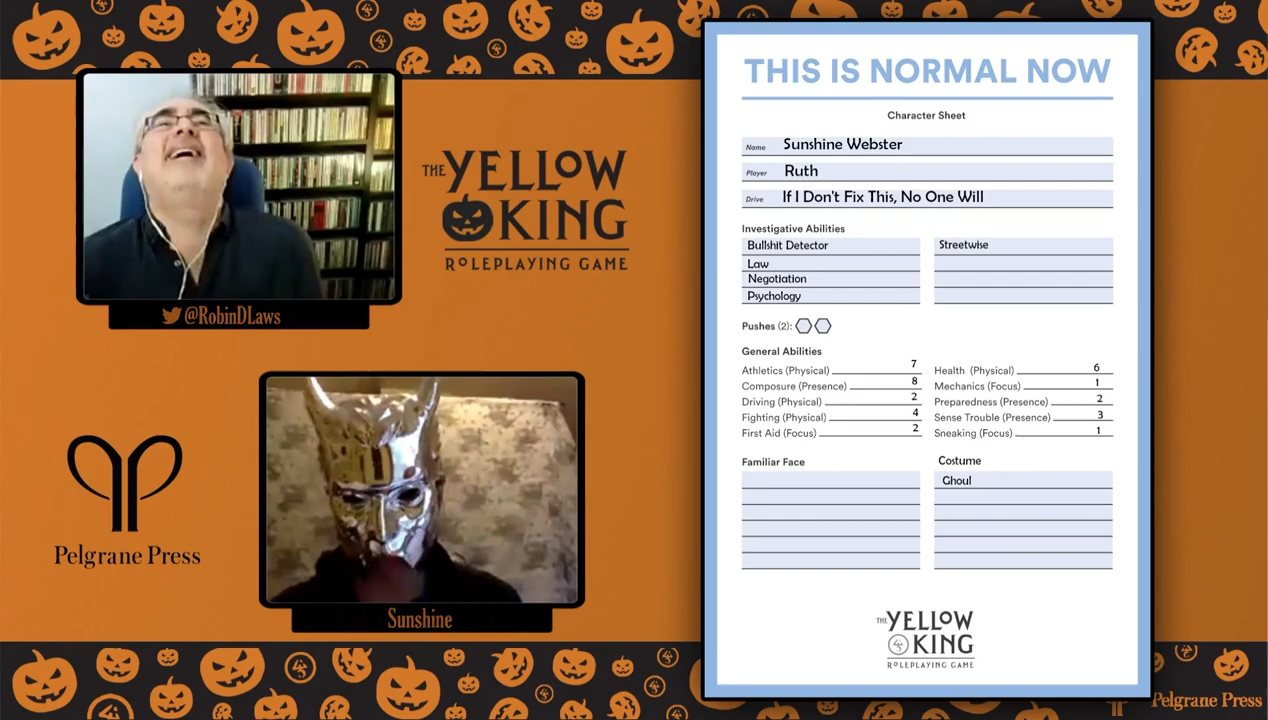 @RobinDLaws
THE YELLOW
KING
ROLEPLAYING GAME
Pelgrane Press
Sunshine
THIS IS NORMAL NOW
Character Sheet
Name Sunshine Webster
Player Ruth
Drive If I Don't Fix This, No One Will
Investigative Abilities
Bullshit Detector
Law
Negotiation
Psychology
Streetwise
Pushes (2):
General Abilities
Athletics (Physical) 7
Composure (Presence) 8
Driving (Physical) 2
Fighting (Physical) 4
First Aid (Focus) 2
Health (Physical) 6
Mechanics (Focus) 1
Preparedness (Presence) 2
Sense Trouble (Presence) 3
Sneaking (Focus) 1
Familiar Face
Costume
Ghoul
THE YELLOW
KING
ROLEPLAYING GAME
Pelgrane Press